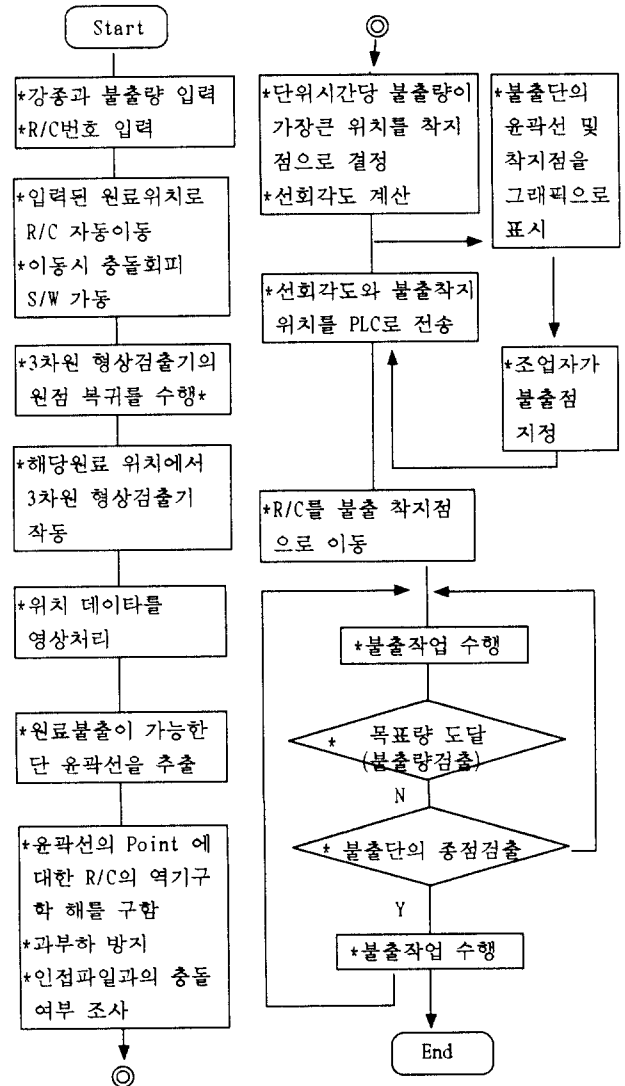 Start
*강종과 불출량 입력
*R/C번호 입력
*입력된 원료위치로
R/C 자동이동
*이동시 충돌회피
S/W 가동
*3차원 형상검출기의
원점 복귀를 수행*
*해당원료 위치에서
3차원 형상검출기
작동
*위치 데이타를
영상처리
*원료불출이 가능한
단 윤곽선을 추출
*윤곽선의 Point 에
대한 R/C의 역기구
학 해를 구함
*과부하 방지
*인접파일과의 충돌
여부 조사
*단위시간당 불출량이
가장큰 위치를 착지
점으로 결정
*선회각도 계산
*불출단의
윤곽선 및
착지점을
그래픽으로
표시
*선회각도와 불출착지
위치를 PLC로 전송
*조업자가
불출점
지정
*R/C를 불출 착지점
으로 이동
*불출작업 수행
* 목표량 도달
(불출량검출)
N
* 불출단의 종점검출
Y
*불출작업 수행
End